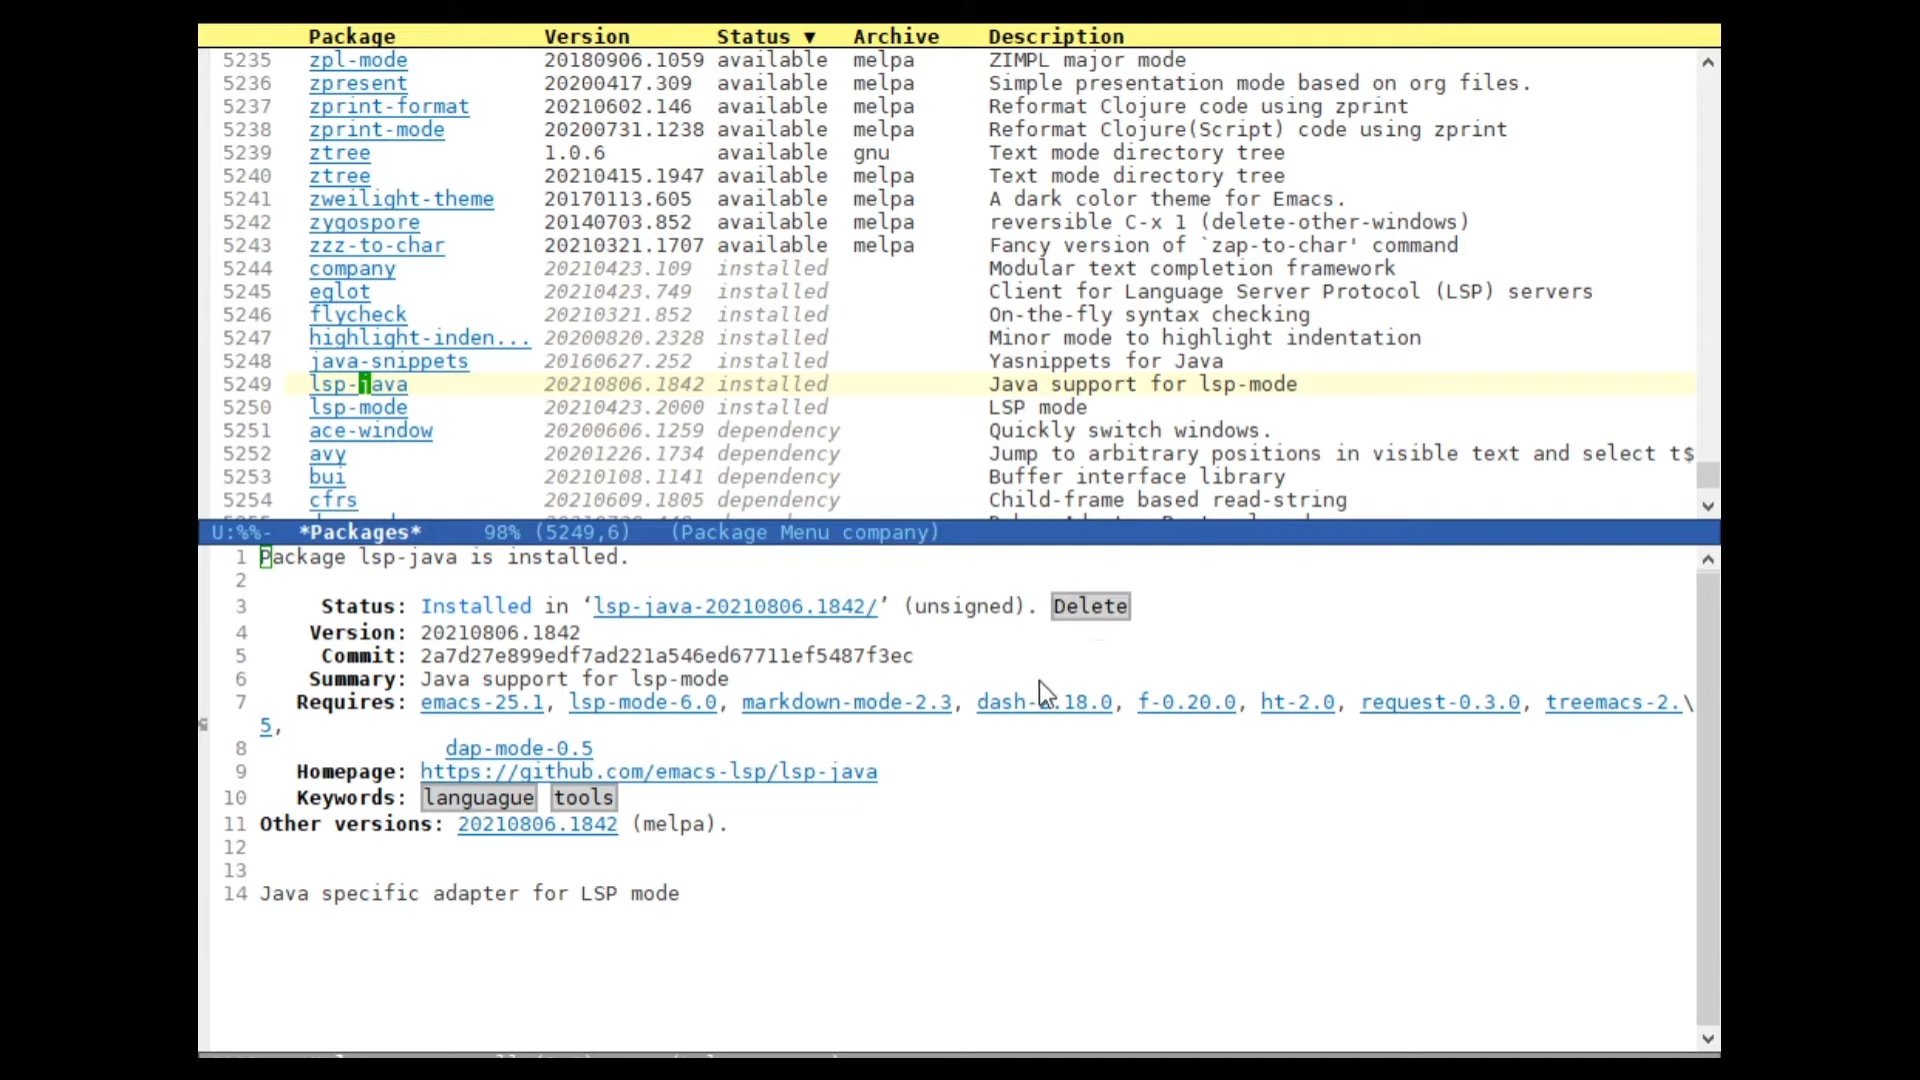 Package Version Status ▼ Archive Description
5235 zpl-mode 20180906.1059 available melpa ZIMPL major mode
5236 zpresent 20200417.309 available melpa Simple presentation mode based on org files.
5237 zprint-format 20210602.146 available melpa Reformat Clojure code using zprint
5238 zprint-mode 20200731.1238 available melpa Reformat Clojure(Script) code using zprint
5239 ztree 1.0.6 available gnu Text mode directory tree
5240 ztree 20210415.1947 available melpa Text mode directory tree
5241 zweilight-theme 20170113.605 available melpa A dark color theme for Emacs.
5242 zygospore 20140703.852 available melpa reversible C-x 1 (delete-other-windows)
5243 zzz-to-char 20210321.1707 available melpa Fancy version of `zap-to-char' command
5244 company 20210423.109 installed Modular text completion framework
5245 eglot 20210423.749 installed Client for Language Server Protocol (LSP) servers
5246 flycheck 20210321.852 installed On-the-fly syntax checking
5247 highlight-inden... 20200820.2328 installed Minor mode to highlight indentation
5248 java-snippets 20160627.252 installed Yasnippets for Java
5249 lsp-java 20210806.1842 installed Java support for lsp-mode
5250 lsp-mode 20210423.2000 installed LSP mode
5251 ace-window 20200606.1259 dependency Quickly switch windows.
5252 avy 20201226.1734 dependency Jump to arbitrary positions in visible text and select t$
5253 bui 20210108.1141 dependency Buffer interface library
5254 cfrs 20210609.1805 dependency Child-frame based read-string
U:%%- *Packages* 98% (5249,6) (Package Menu company)
1 Package lsp-java is installed.
2
3 Status: Installed in ‘lsp-java-20210806.1842/’ (unsigned). Delete
4 Version: 20210806.1842
5 Commit: 2a7d27e899edf7ad221a546ed67711ef5487f3ec
6 Summary: Java support for lsp-mode
7 Requires: emacs-25.1, lsp-mode-6.0, markdown-mode-2.3, dash-2.18.0, f-0.20.0, ht-2.0, request-0.3.0, treemacs-2.\
5,
8 dap-mode-0.5
9 Homepage: https://github.com/emacs-lsp/lsp-java
10 Keywords: languague tools
11 Other versions: 20210806.1842 (melpa).
12
13
14 Java specific adapter for LSP mode